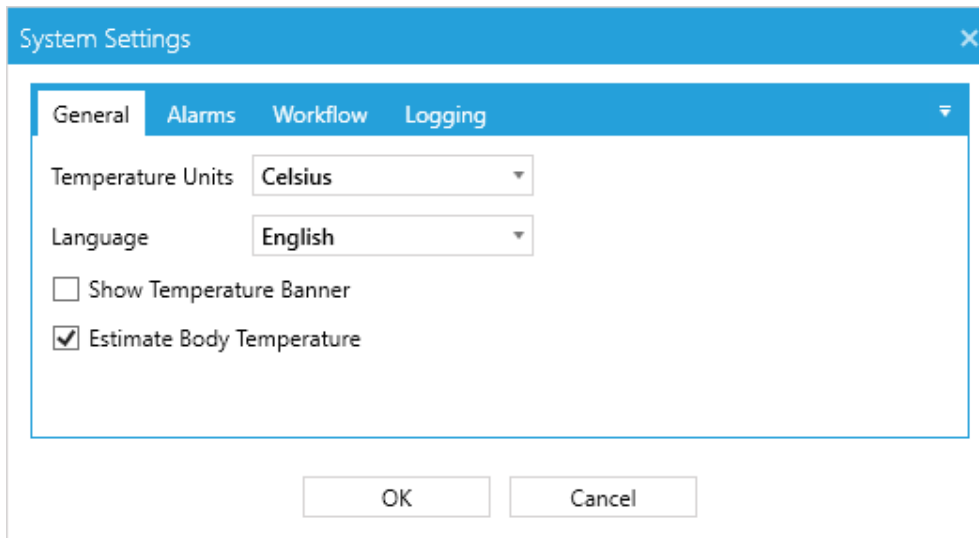 System Settings
General Alarms Workflow Logging
Temperature Units Celsius
Language English
Show Temperature Banner
Estimate Body Temperature
OK Cancel